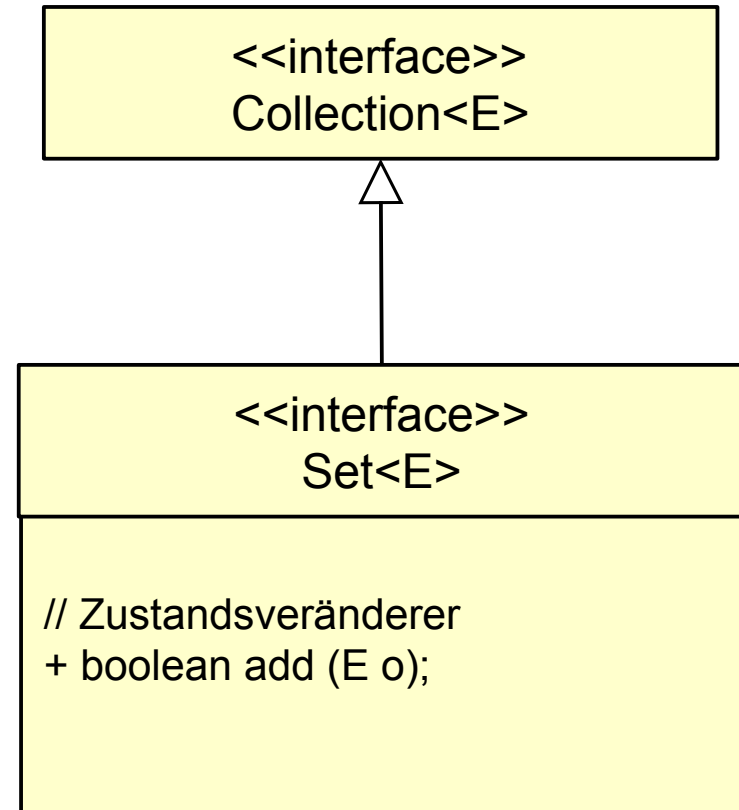 <<interface>>
Collection<E>
<<interface>>
Set<E>
// Zustandsveränderer
+ boolean add (E o);